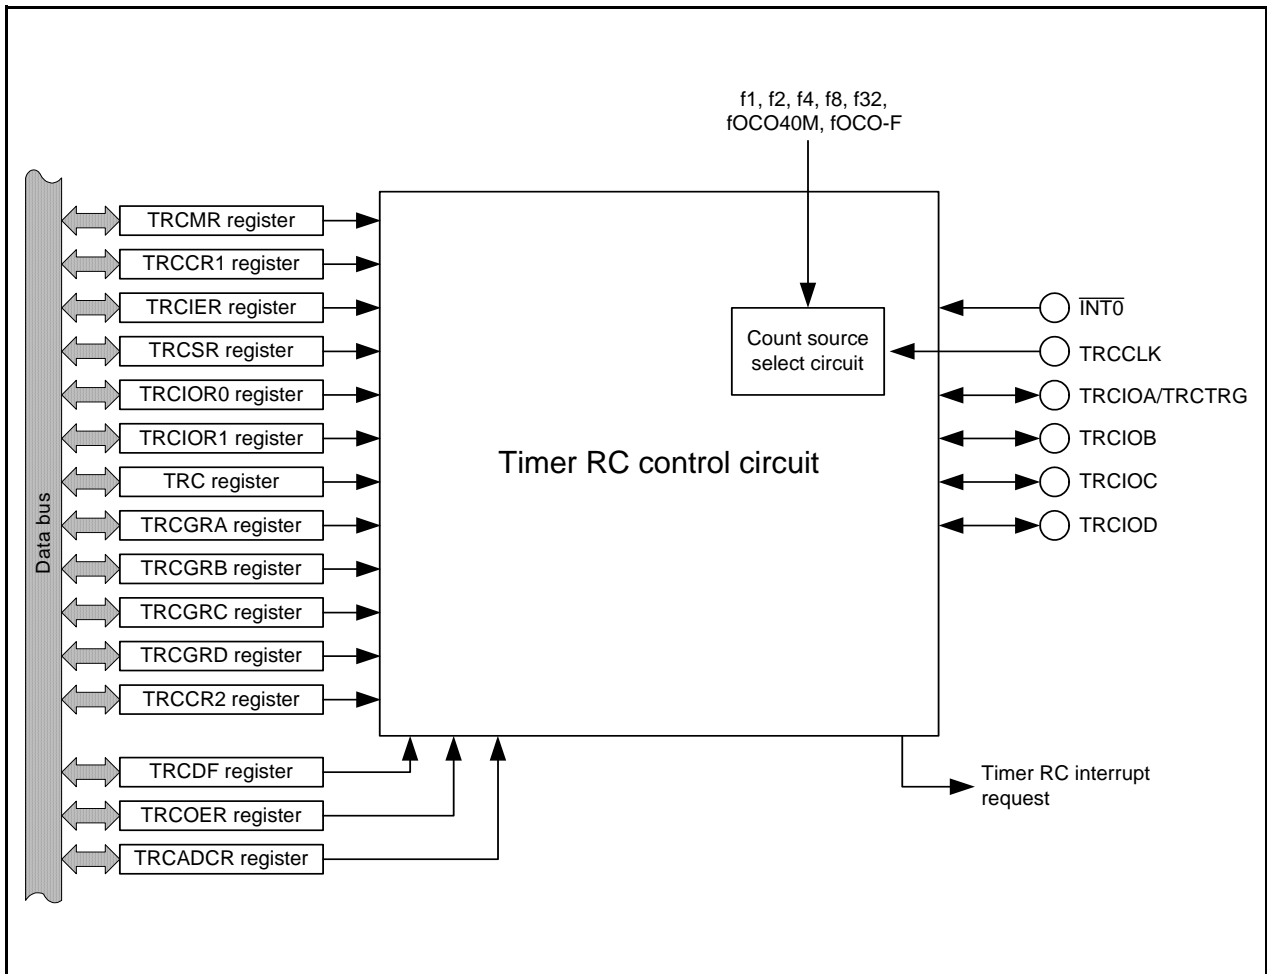 f1, f2, f4, f8, f32,
fOCO40M, fOCO-F
Data bus
TRCMR register
TRCCR1 register
TRCIER register
TRCSR register
TRCIOR0 register
TRCIOR1 register
TRC register
TRCGRA register
TRCGRB register
TRCGRC register
TRCGRD register
TRCCR2 register
TRCDF register
TRCOER register
TRCADCR register
Timer RC control circuit
Count source
select circuit
INT0
TRCCLK
TRCIOA/TRCTRG
TRCIOB
TRCIOC
TRCIOD
Timer RC interrupt
request